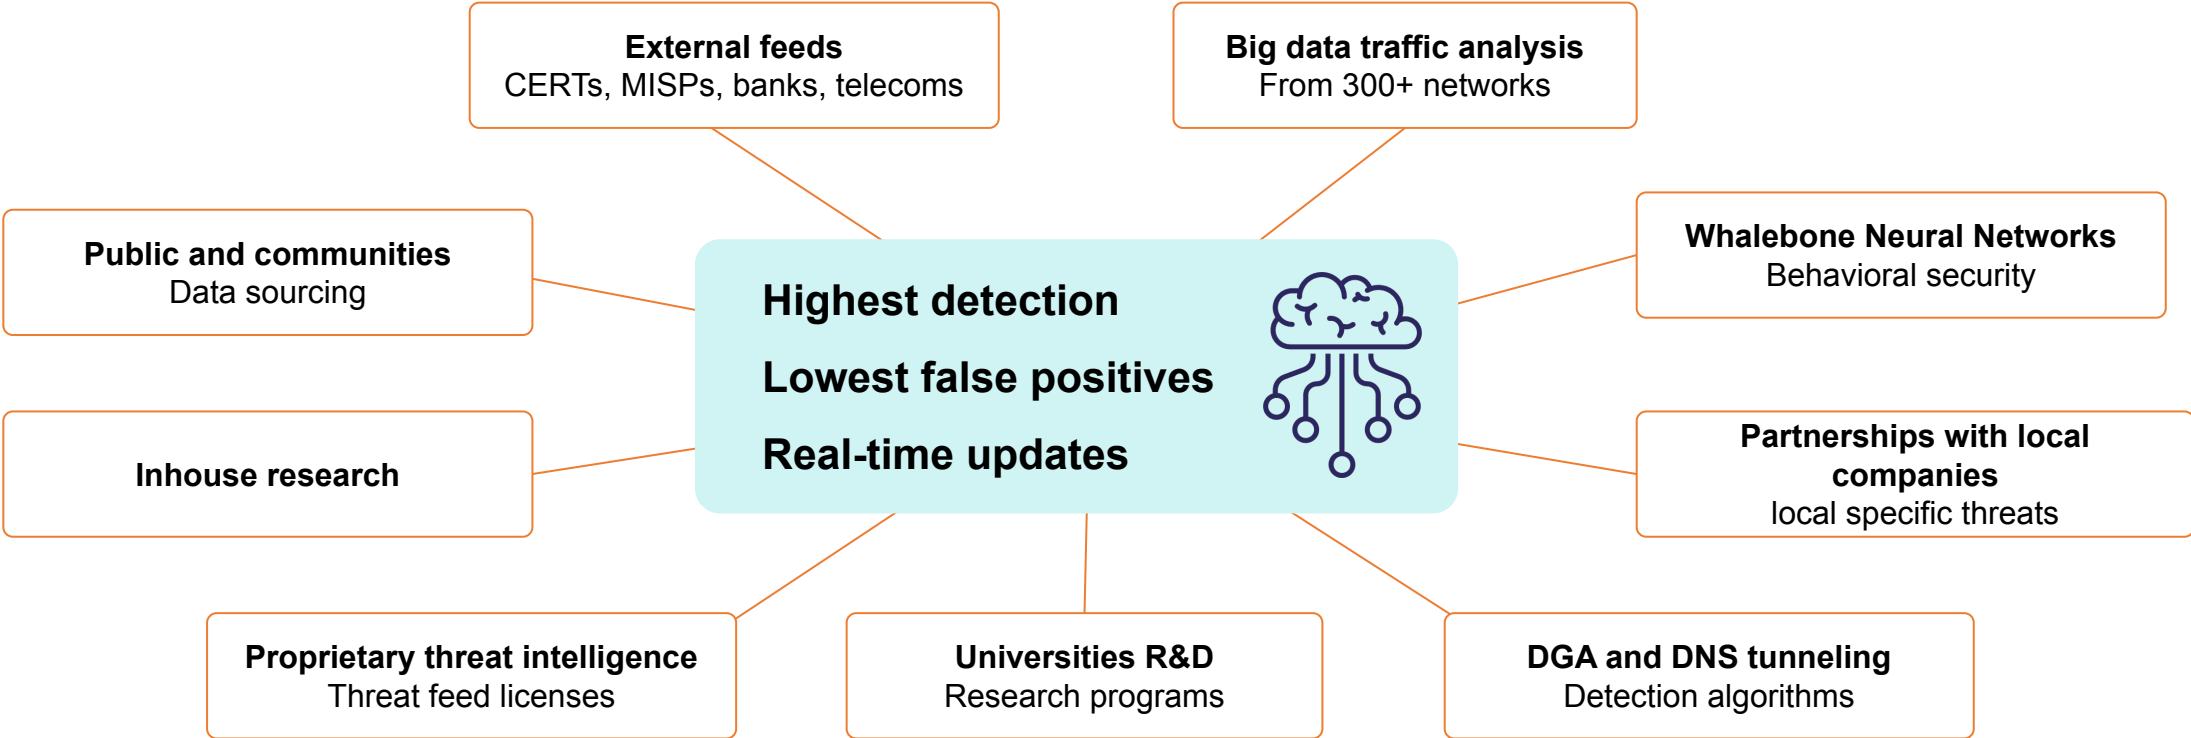 External feeds
CERTs, MISPs, banks, telecoms
Big data traffic analysis
From 300+ networks
Public and communities
Data sourcing
Whalebone Neural Networks
Behavioral security
Highest detection
Lowest false positives
Real-time updates
Inhouse research
Partnerships with local
companies
local specific threats
Proprietary threat intelligence
Threat feed licenses
Universities R&D
Research programs
DGA and DNS tunneling
Detection algorithms